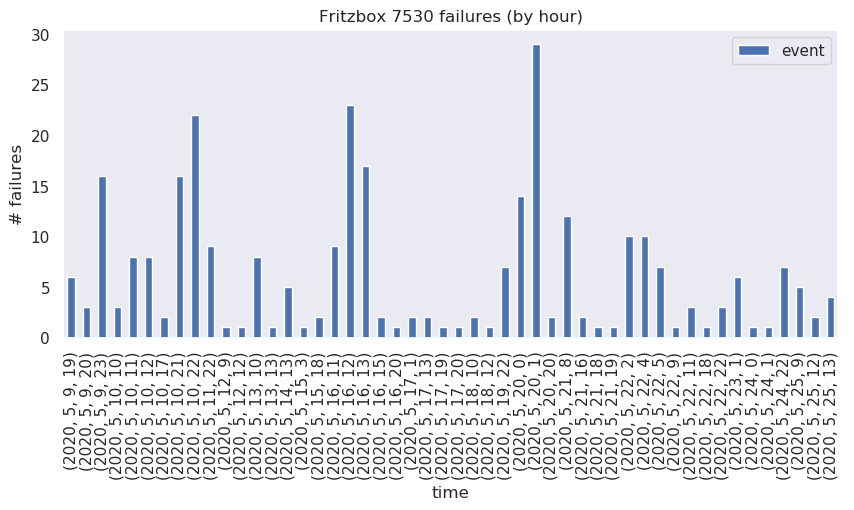 Fritzbox 7530 failures (by hour)
event
# failures
30
25
20
15
10
5
0
(2020, 5, 9, 19)
(2020, 5, 9, 20)
(2020, 5, 9, 23)
(2020, 5, 10, 10)
(2020, 5, 10, 11)
(2020, 5, 10, 12)
(2020, 5, 10, 17)
(2020, 5, 10, 21)
(2020, 5, 10, 22)
(2020, 5, 11, 22)
(2020, 5, 12, 9)
(2020, 5, 12, 12)
(2020, 5, 13, 10)
(2020, 5, 13, 13)
(2020, 5, 14, 13)
(2020, 5, 15, 3)
(2020, 5, 15, 18)
(2020, 5, 16, 11)
(2020, 5, 16, 12)
(2020, 5, 16, 13)
(2020, 5, 16, 15)
(2020, 5, 16, 20)
(2020, 5, 17, 1)
(2020, 5, 17, 13)
(2020, 5, 17, 19)
(2020, 5, 17, 20)
(2020, 5, 18, 10)
(2020, 5, 18, 12)
(2020, 5, 19, 22)
(2020, 5, 20, 0)
(2020, 5, 20, 1)
(2020, 5, 20, 20)
(2020, 5, 21, 8)
(2020, 5, 21, 16)
(2020, 5, 21, 18)
(2020, 5, 21, 19)
(2020, 5, 22, 2)
(2020, 5, 22, 4)
(2020, 5, 22, 5)
(2020, 5, 22, 9)
(2020, 5, 22, 11)
(2020, 5, 22, 18)
(2020, 5, 22, 22)
(2020, 5, 23, 1)
(2020, 5, 24, 0)
(2020, 5, 24, 1)
(2020, 5, 24, 22)
(2020, 5, 25, 9)
(2020, 5, 25, 12)
(2020, 5, 25, 13)
time